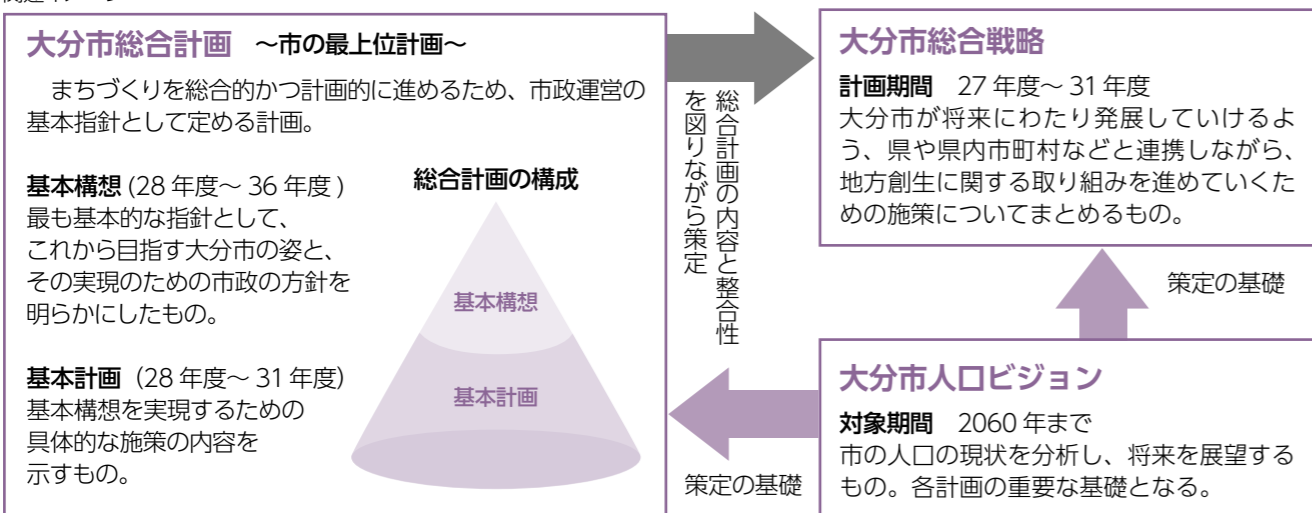 大分市総合計画 ～市の最上位計画～
まちづくりを総合的かつ計画的に進めるため、市政運営の
基本指針として定める計画。
基本構想 (28 年度～ 36 年度 )
最も基本的な指針として、
これから目指す大分市の姿と、
その実現のための市政の方針を
明らかにしたもの。
基本計画（28 年度～ 31 年度）
基本構想を実現するための
具体的な施策の内容を
示すもの。
総合計画の構成
基本構想
基本計画
総合計画の内容と整合性
を図りながら策定
大分市総合戦略
計画期間 27 年度～ 31 年度
大分市が将来にわたり発展していけるよ
う、県や県内市町村などと連携しながら、
地方創生に関する取り組みを進めていくた
めの施策についてまとめるもの。
策定の基礎
大分市人口ビジョン
対象期間 2060 年まで
市の人口の現状を分析し、将来を展望する
もの。各計画の重要な基礎となる。
策定の基礎